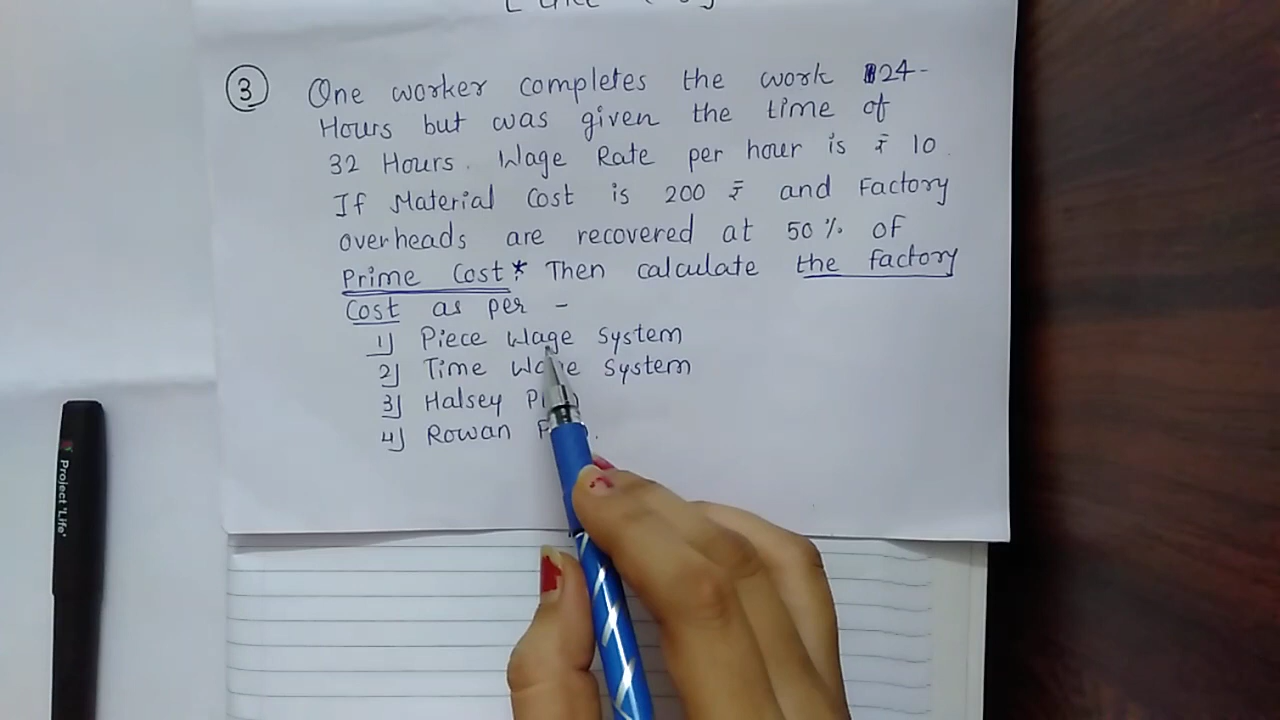 3 One worker completes the work 24-
Hours but was given the time of
32 Hours. Wage Rate per hour is ₹ 10
If Material Cost is 200 ₹ and Factory
overheads are recovered at 50% of
Prime Cost* Then calculate the factory
Cost as per -
1) Piece Wage System
2) Time Wage System
3) Halsey
4) Rowan
Project 'Life'